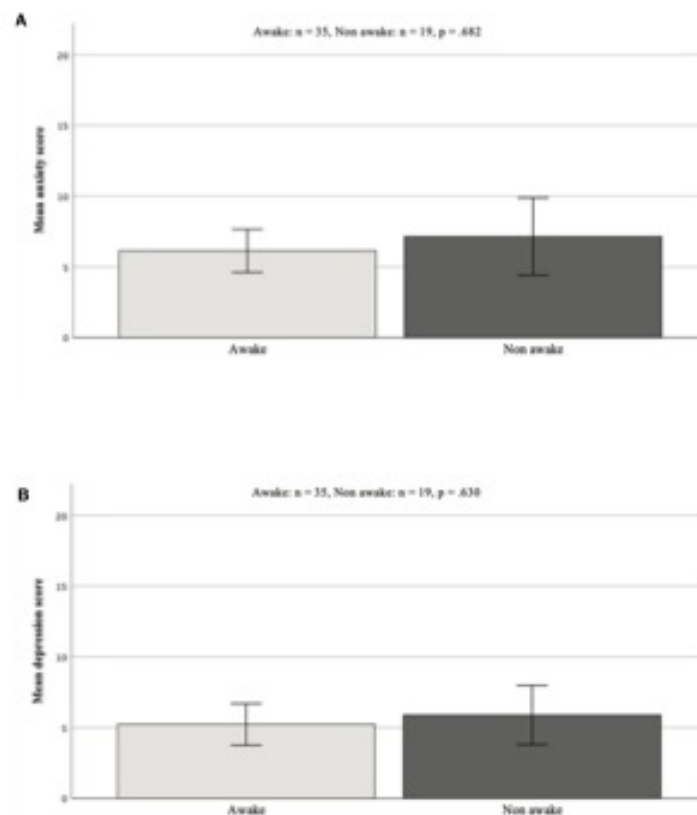 A
Awake: n = 35, Non awake: n = 19, p = .682
Mean anxiety score
20
15
10
5
0
Awake
Non awake
B
Awake: n = 35, Non awake: n = 19, p = .630
Mean depression score
20
15
10
5
0
Awake
Non awake